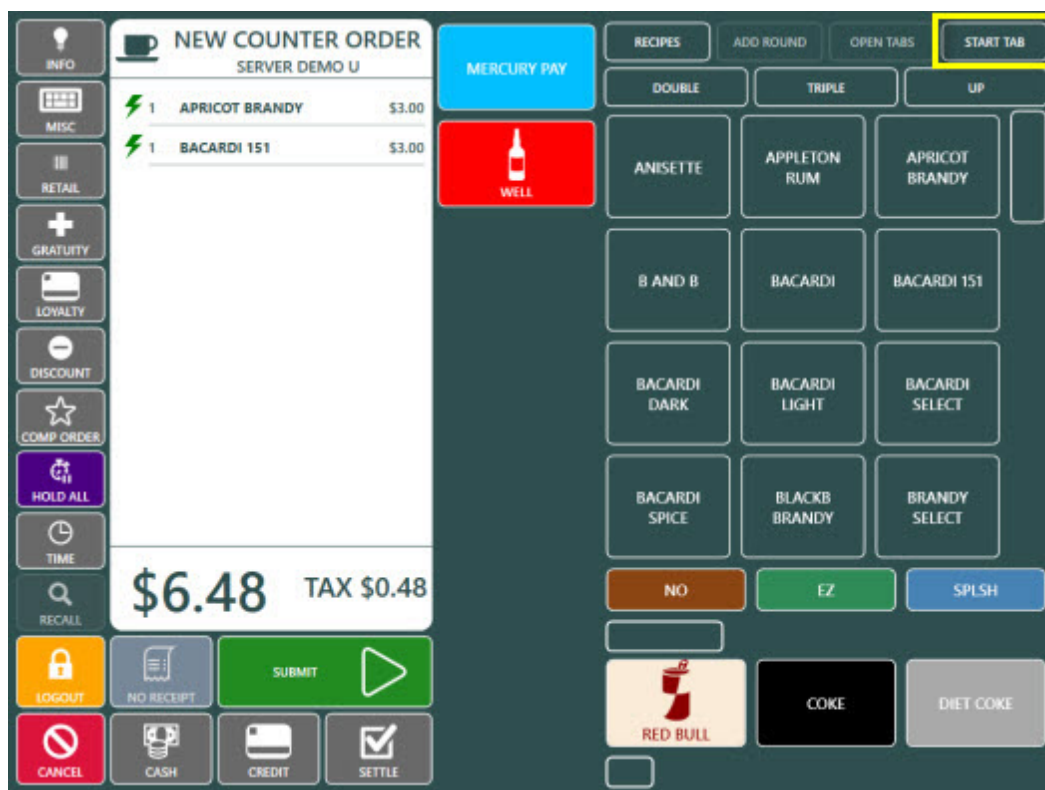 INFO
MISC
RETAIL
GRATUITY
LOYALTY
DISCOUNT
COMP ORDER
HOLD ALL
TIME
RECALL
LOGOUT
CANCEL
NEW COUNTER ORDER
SERVER DEMO U
1 APRICOT BRANDY $3.00
1 BACARDI 151 $3.00
$6.48 TAX $0.48
NO RECEIPT
SUBMIT
CASH
CREDIT
SETTLE
MERCURY PAY
WELL
RECIPES
ADD ROUND
OPEN TABS
START TAB
DOUBLE
TRIPLE
UP
ANISETTE
APPLETON
RUM
APRICOT
BRANDY
B AND B
BACARDI
BACARDI 151
BACARDI
DARK
BACARDI
LIGHT
BACARDI
SELECT
BACARDI
SPICE
BLACKB
BRANDY
BRANDY
SELECT
NO
EZ
SPLSH
RED BULL
COKE
DIET COKE